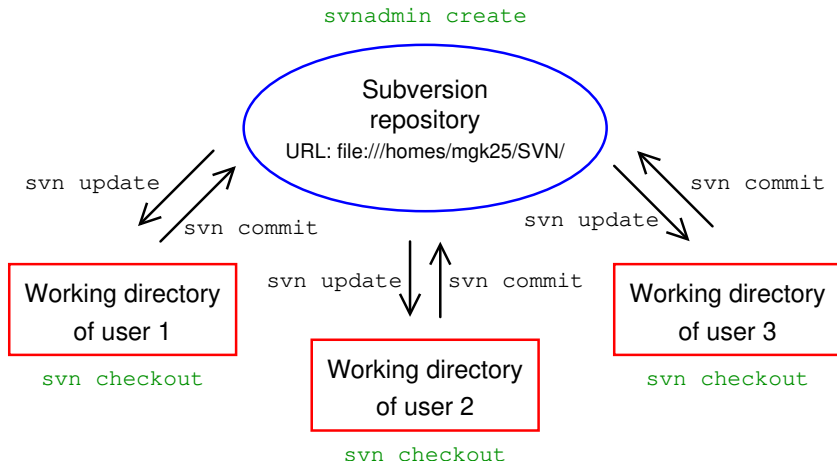 svnadmin create
Subversion
repository
URL: file:///homes/mgk25/SVN/
svn update
svn commit
svn commit
svn update
svn update
svn commit
Working directory
of user 1
svn checkout
Working directory
of user 2
svn checkout
Working directory
of user 3
svn checkout